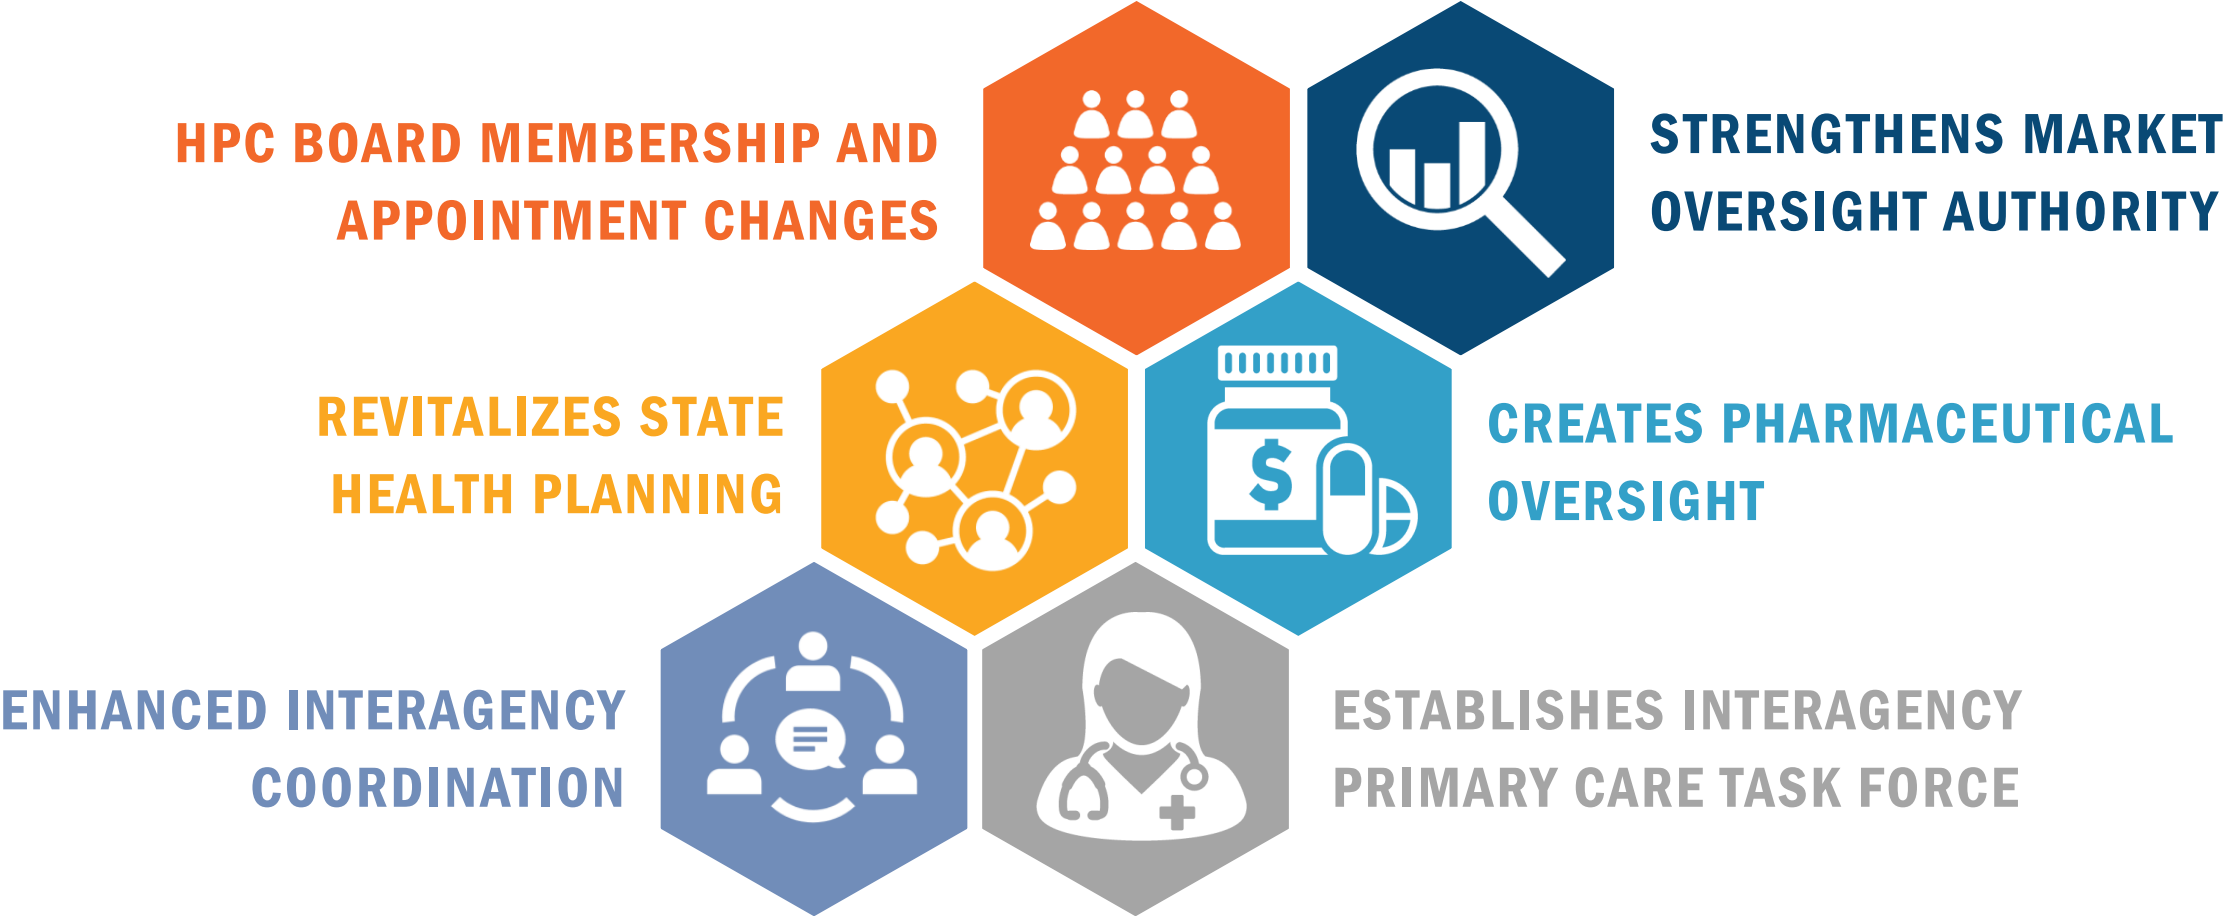 HPC BOARD MEMBERSHIP AND
APPOINTMENT CHANGES
STRENGTHENS MARKET
OVERSIGHT AUTHORITY
REVITALIZES STATE
HEALTH PLANNING
$
CREATES PHARMACEUTICAL
OVERSIGHT
ENHANCED INTERAGENCY
COORDINATION
ESTABLISHES INTERAGENCY
PRIMARY CARE TASK FORCE